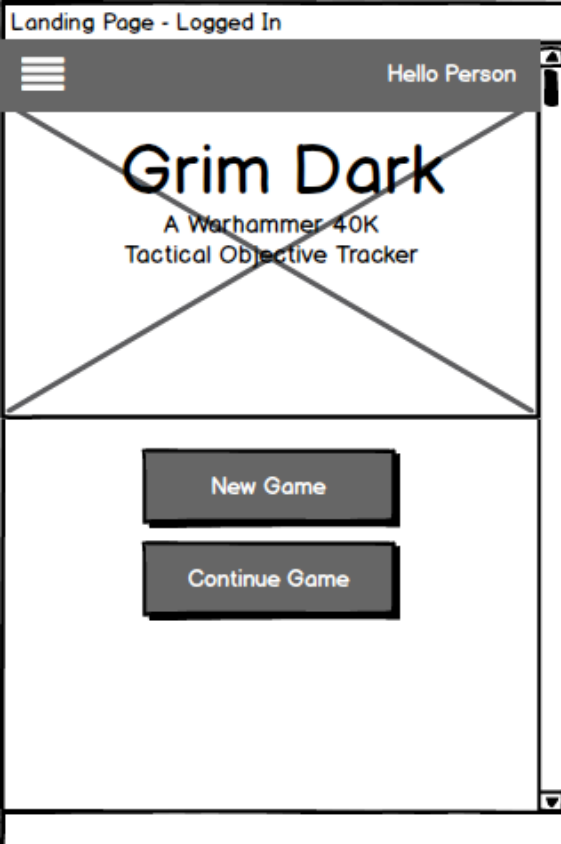 Landing Page - Logged In
Hello Person
Grim Dark
A Warhammer 40K
Tactical Objective Tracker
New Game
Continue Game